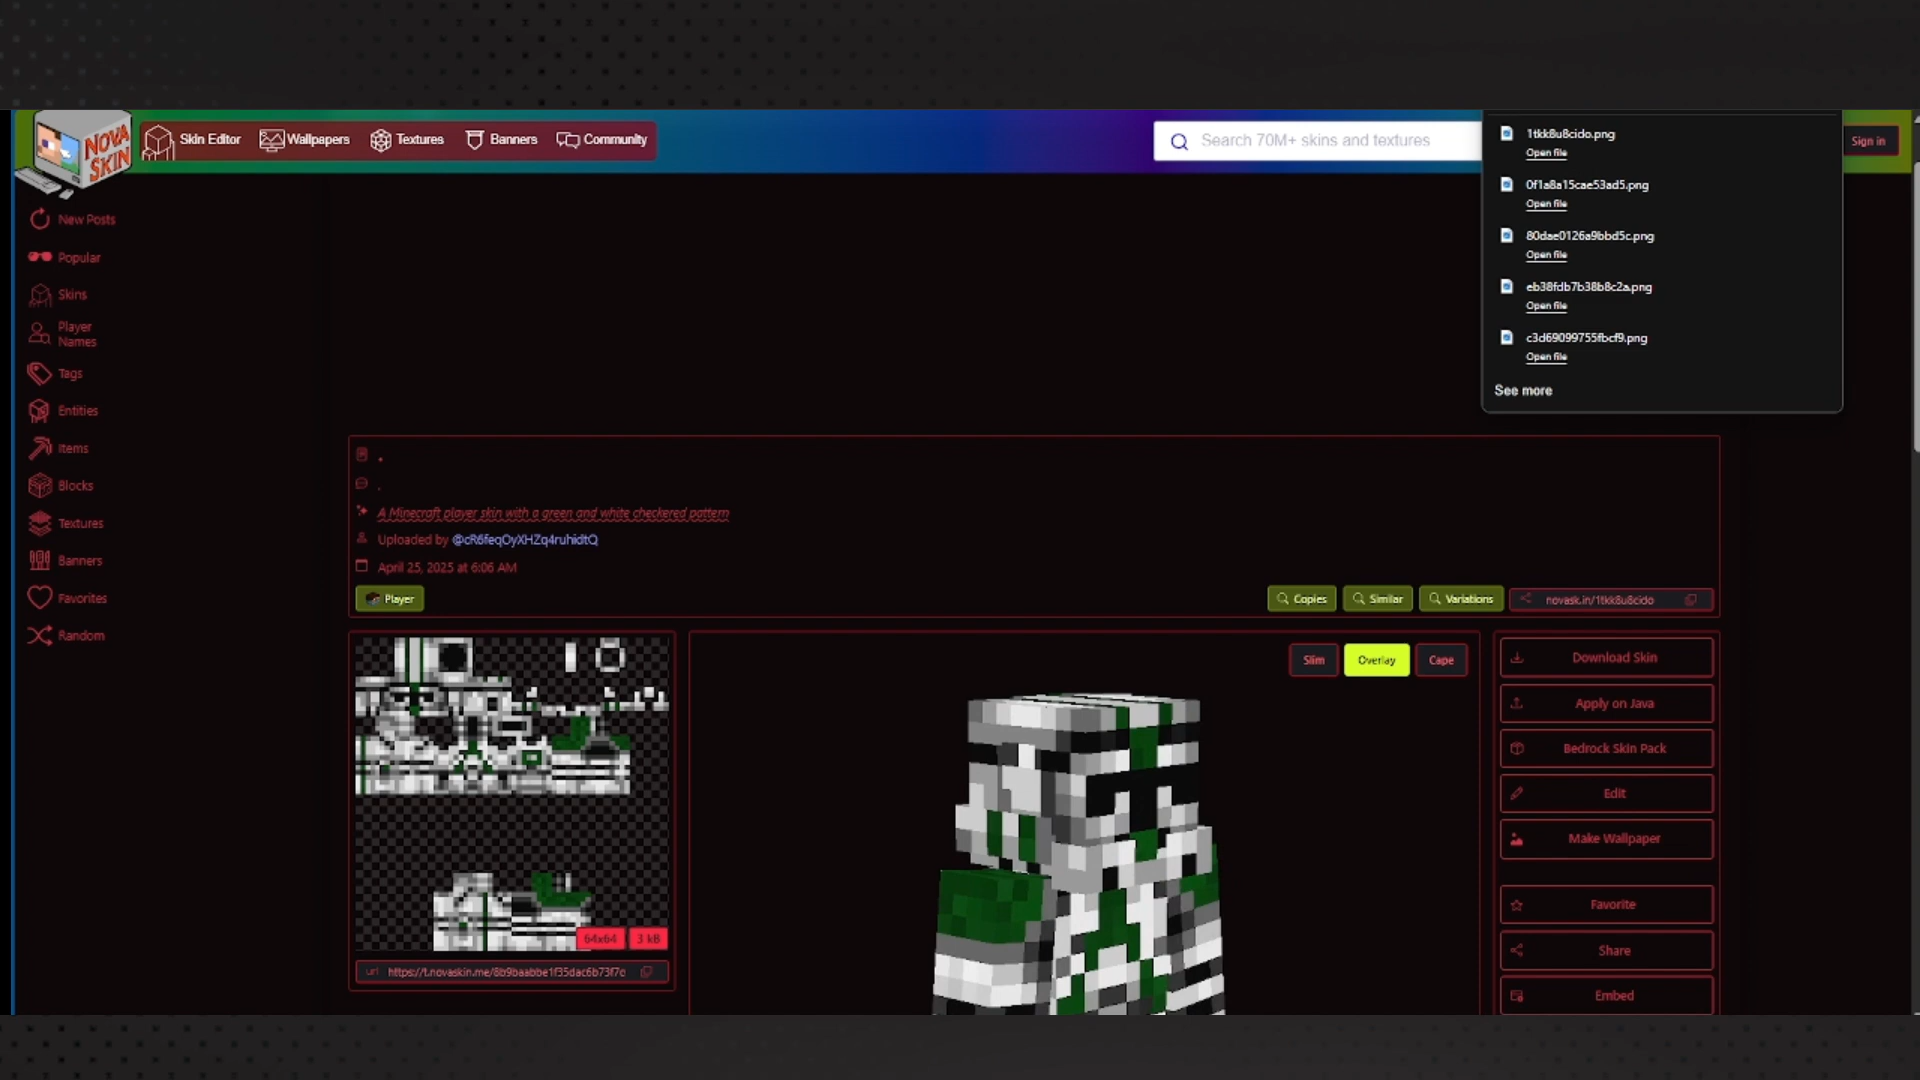 NOVA
SKIN
Skin Editor
Wallpapers
Textures
Banners
Community
Search 70M+ skins and textures
Sign in
1tkk8u8cido.png
Open file
0f1a8a15cae53ad5.png
Open file
80dae0126a9bbd5c.png
Open file
eb38fdb7b38b8c2a.png
Open file
c3d69099755fbcf9.png
Open file
See more
New Posts
Popular
Skins
Player
Names
Tags
Entities
Items
Blocks
Textures
Banners
Favorites
Random
.
.
A Minecraft player skin with a green and white checkered pattern
Uploaded by @cR6feqOyXHZq4ruhidtQ
April 25, 2025 at 6:06 AM
Player
Copies
Similar
Variations
novask.in/1tkk8u8cido
64x64
3 kB
url https://t.novaskin.me/8b9baabbe1f35dac6b73f7c
Slim
Overlay
Cape
Download Skin
Apply on Java
Bedrock Skin Pack
Edit
Make Wallpaper
Favorite
Share
Embed